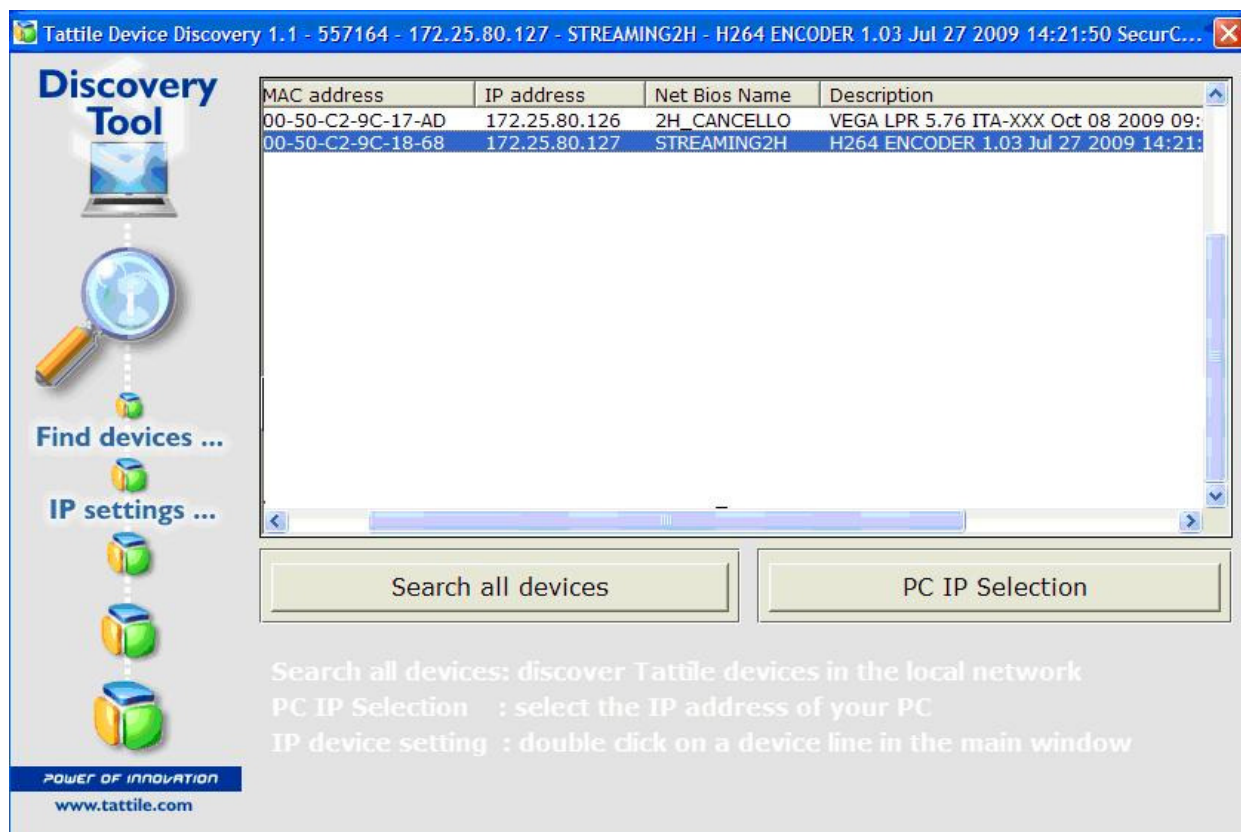 Tattile Device Discovery 1.1 - 557164 - 172.25.80.127 - STREAMING2H - H264 ENCODER 1.03 Jul 27 2009 14:21:50 SecurC...
Discovery
Tool
Find devices ...
IP settings ...
POWER OF INNOVATION
www.tattile.com
MAC address IP address Net Bios Name Description
00-50-C2-9C-17-AD 172.25.80.126 2H_CANCELLO VEGA LPR 5.76 ITA-XXX Oct 08 2009 09:
00-50-C2-9C-18-68 172.25.80.127 STREAMING2H H264 ENCODER 1.03 Jul 27 2009 14:21:
Search all devices PC IP Selection
Search all devices: discover Tattile devices in the local network
PC IP Selection : select the IP address of your PC
IP device setting : double click on a device line in the main window